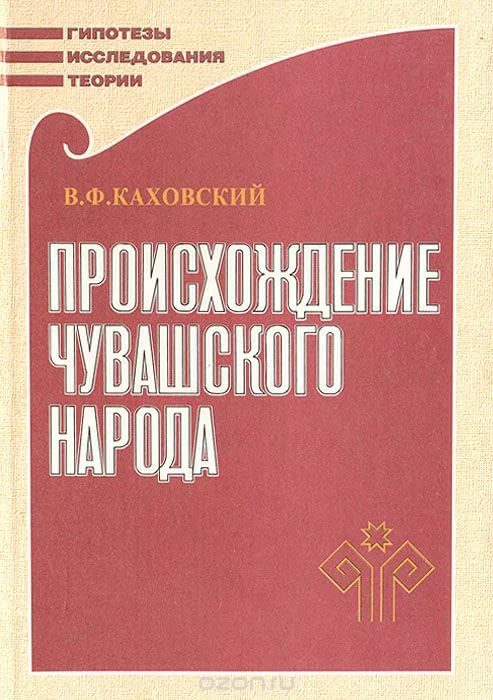 ГИПОТЕЗЫ
ИССЛЕДОВАНИЯ
ТЕОРИИ
В.Ф.КАХОВСКИЙ
ПРОИСХОЖДЕНИЕ
ЧУВАШСКОГО
НАРОДА
ozon.ru